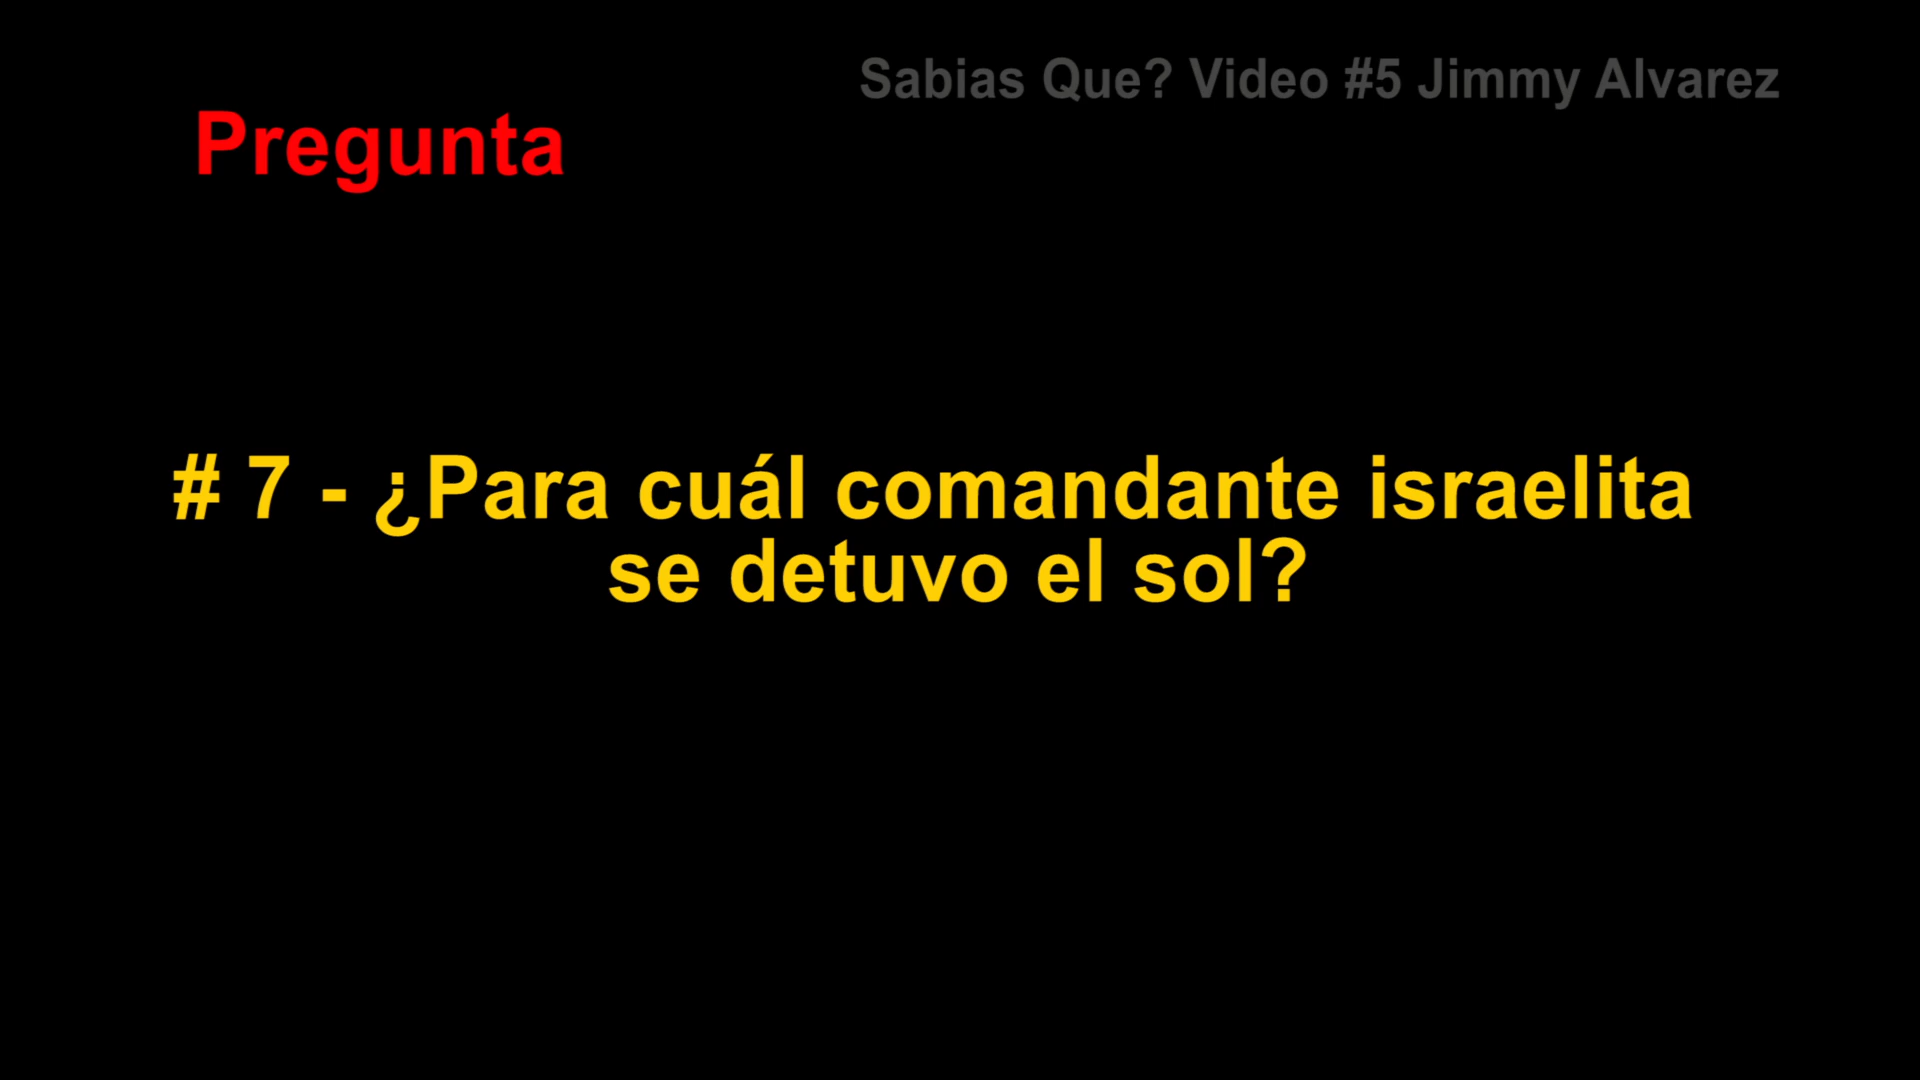 Sabias Que? Video #5 Jimmy Alvarez
Pregunta
# 7 - ¿Para cuál comandante israelita
se detuvo el sol?